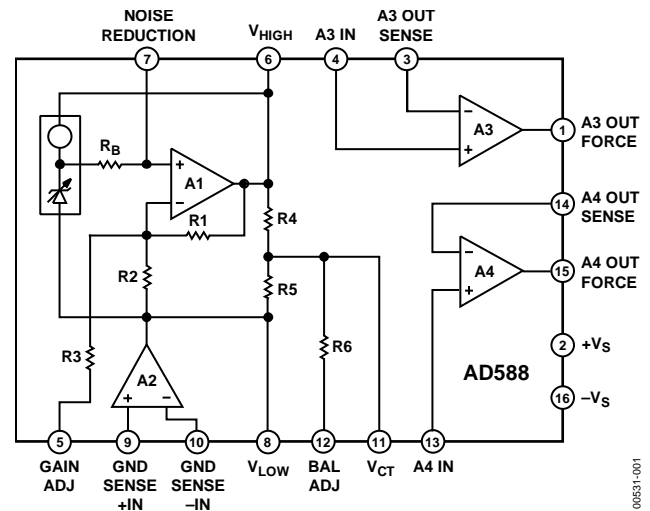 NOISE
REDUCTION
V_HIGH
A3 IN
A3 OUT
SENSE
7
6
4
3
R_B
A1
+
–
R1
R2
R3
R4
R5
R6
A2
+
–
A3
–
+
1
A3 OUT
FORCE
14
A4 OUT
SENSE
A4
–
+
15
A4 OUT
FORCE
2
+V_S
AD588
16
–V_S
5
9
10
8
12
11
13
GAIN
ADJ
GND
SENSE
+IN
GND
SENSE
–IN
V_LOW
BAL
ADJ
V_CT
A4 IN
00531-001